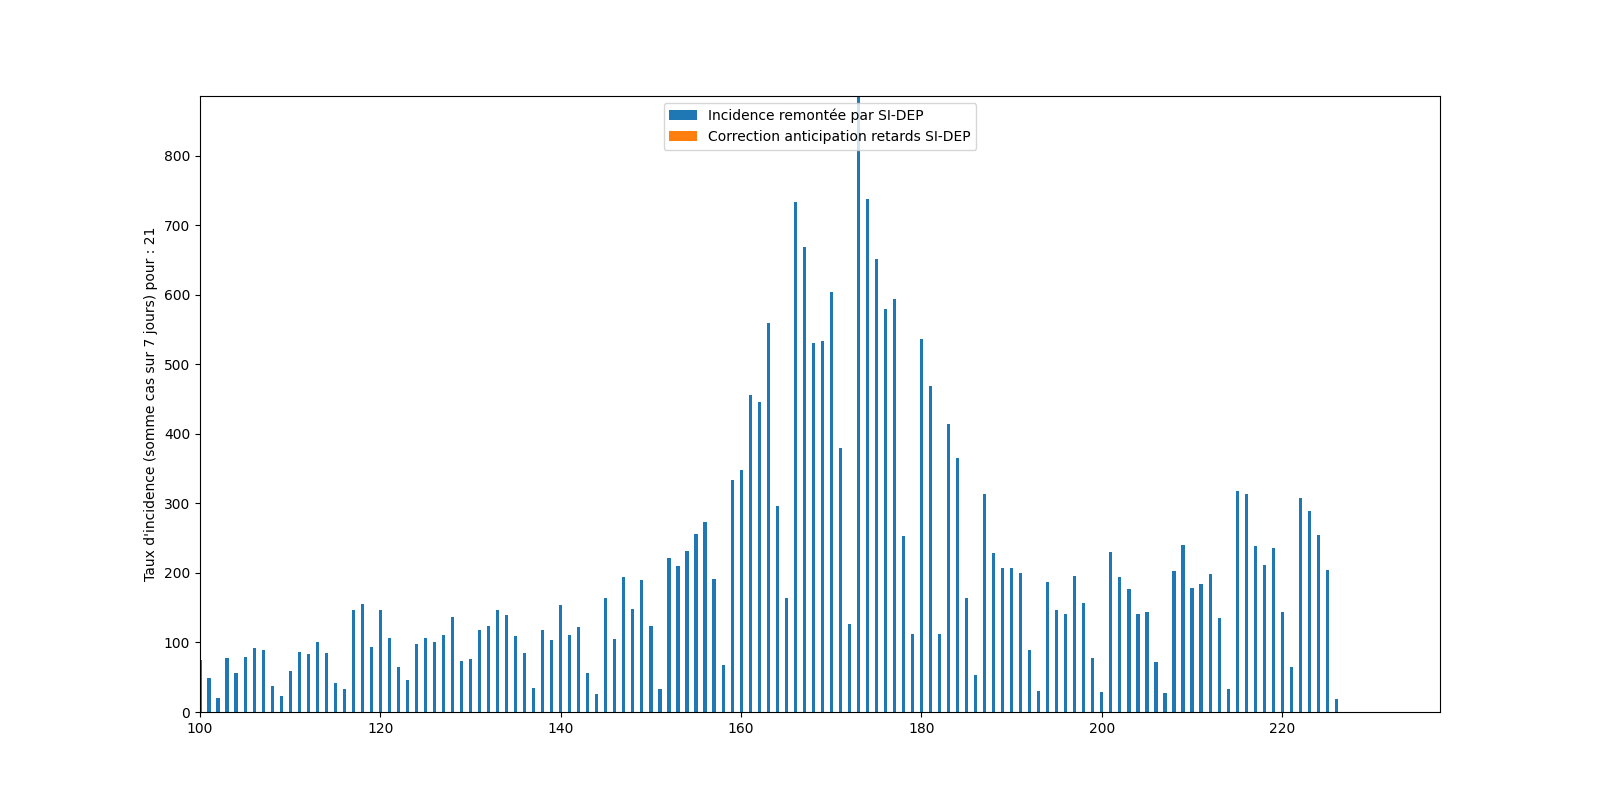 Incidence remontée par SI-DEP
Correction anticipation retards SI-DEP
Taux d'incidence (somme cas sur 7 jours) pour : 21
800
700
600
500
400
300
200
100
0
100 120 140 160 180 200 220